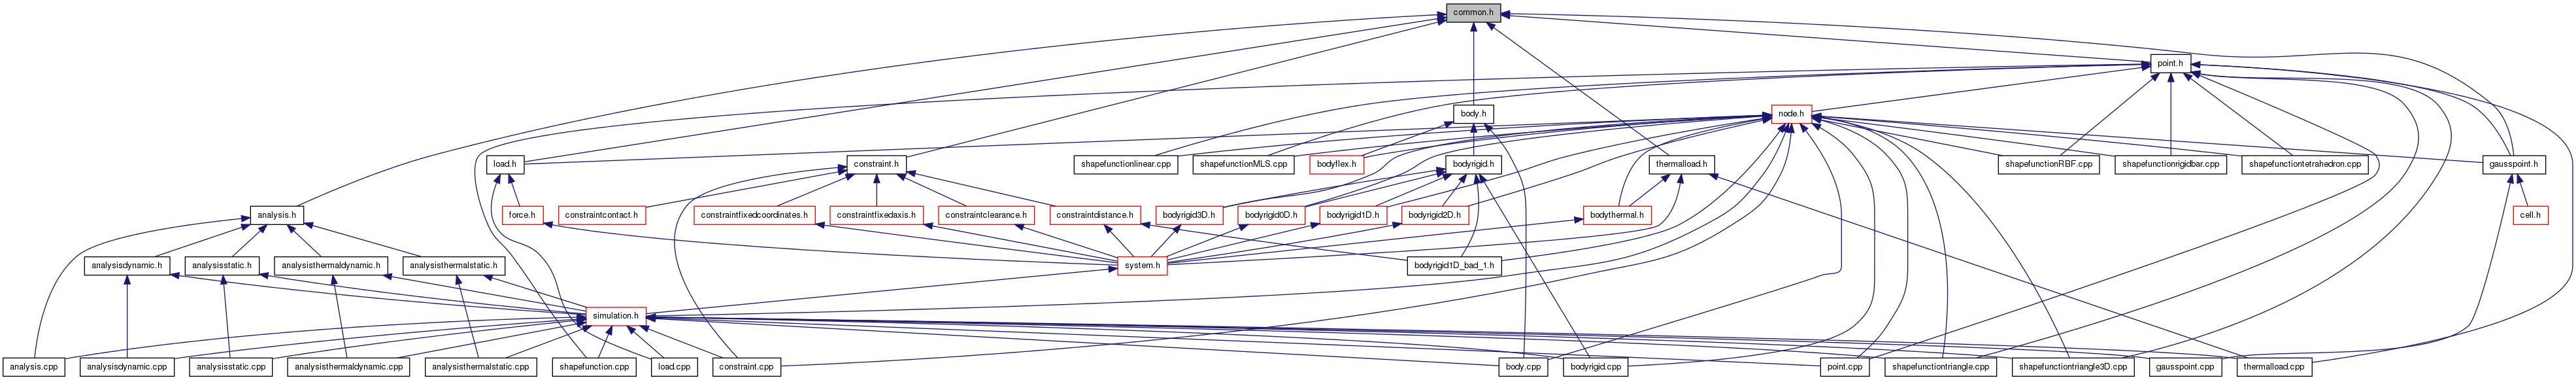 common.h
point.h
body.h
node.h
load.h
constraint.h
shapefunctionlinear.cpp
shapefunctionMLS.cpp
bodyflex.h
bodyrigid.h
thermalload.h
shapefunctionRBF.cpp
shapefunctionrigidbar.cpp
shapefunctiontetrahedron.cpp
gausspoint.h
analysis.h
force.h
constraintcontact.h
constraintfixedcoordinates.h
constraintfixedaxis.h
constraintclearance.h
constraintdistance.h
bodyrigid3D.h
bodyrigid0D.h
bodyrigid1D.h
bodyrigid2D.h
bodythermal.h
cell.h
analysisdynamic.h
analysisstatic.h
analysisthermaldynamic.h
analysisthermalstatic.h
system.h
bodyrigid1D_bad_1.h
simulation.h
analysis.cpp
analysisdynamic.cpp
analysisstatic.cpp
analysisthermaldynamic.cpp
analysisthermalstatic.cpp
shapefunction.cpp
load.cpp
constraint.cpp
body.cpp
bodyrigid.cpp
point.cpp
shapefunctiontriangle.cpp
shapefunctiontriangle3D.cpp
gausspoint.cpp
thermalload.cpp